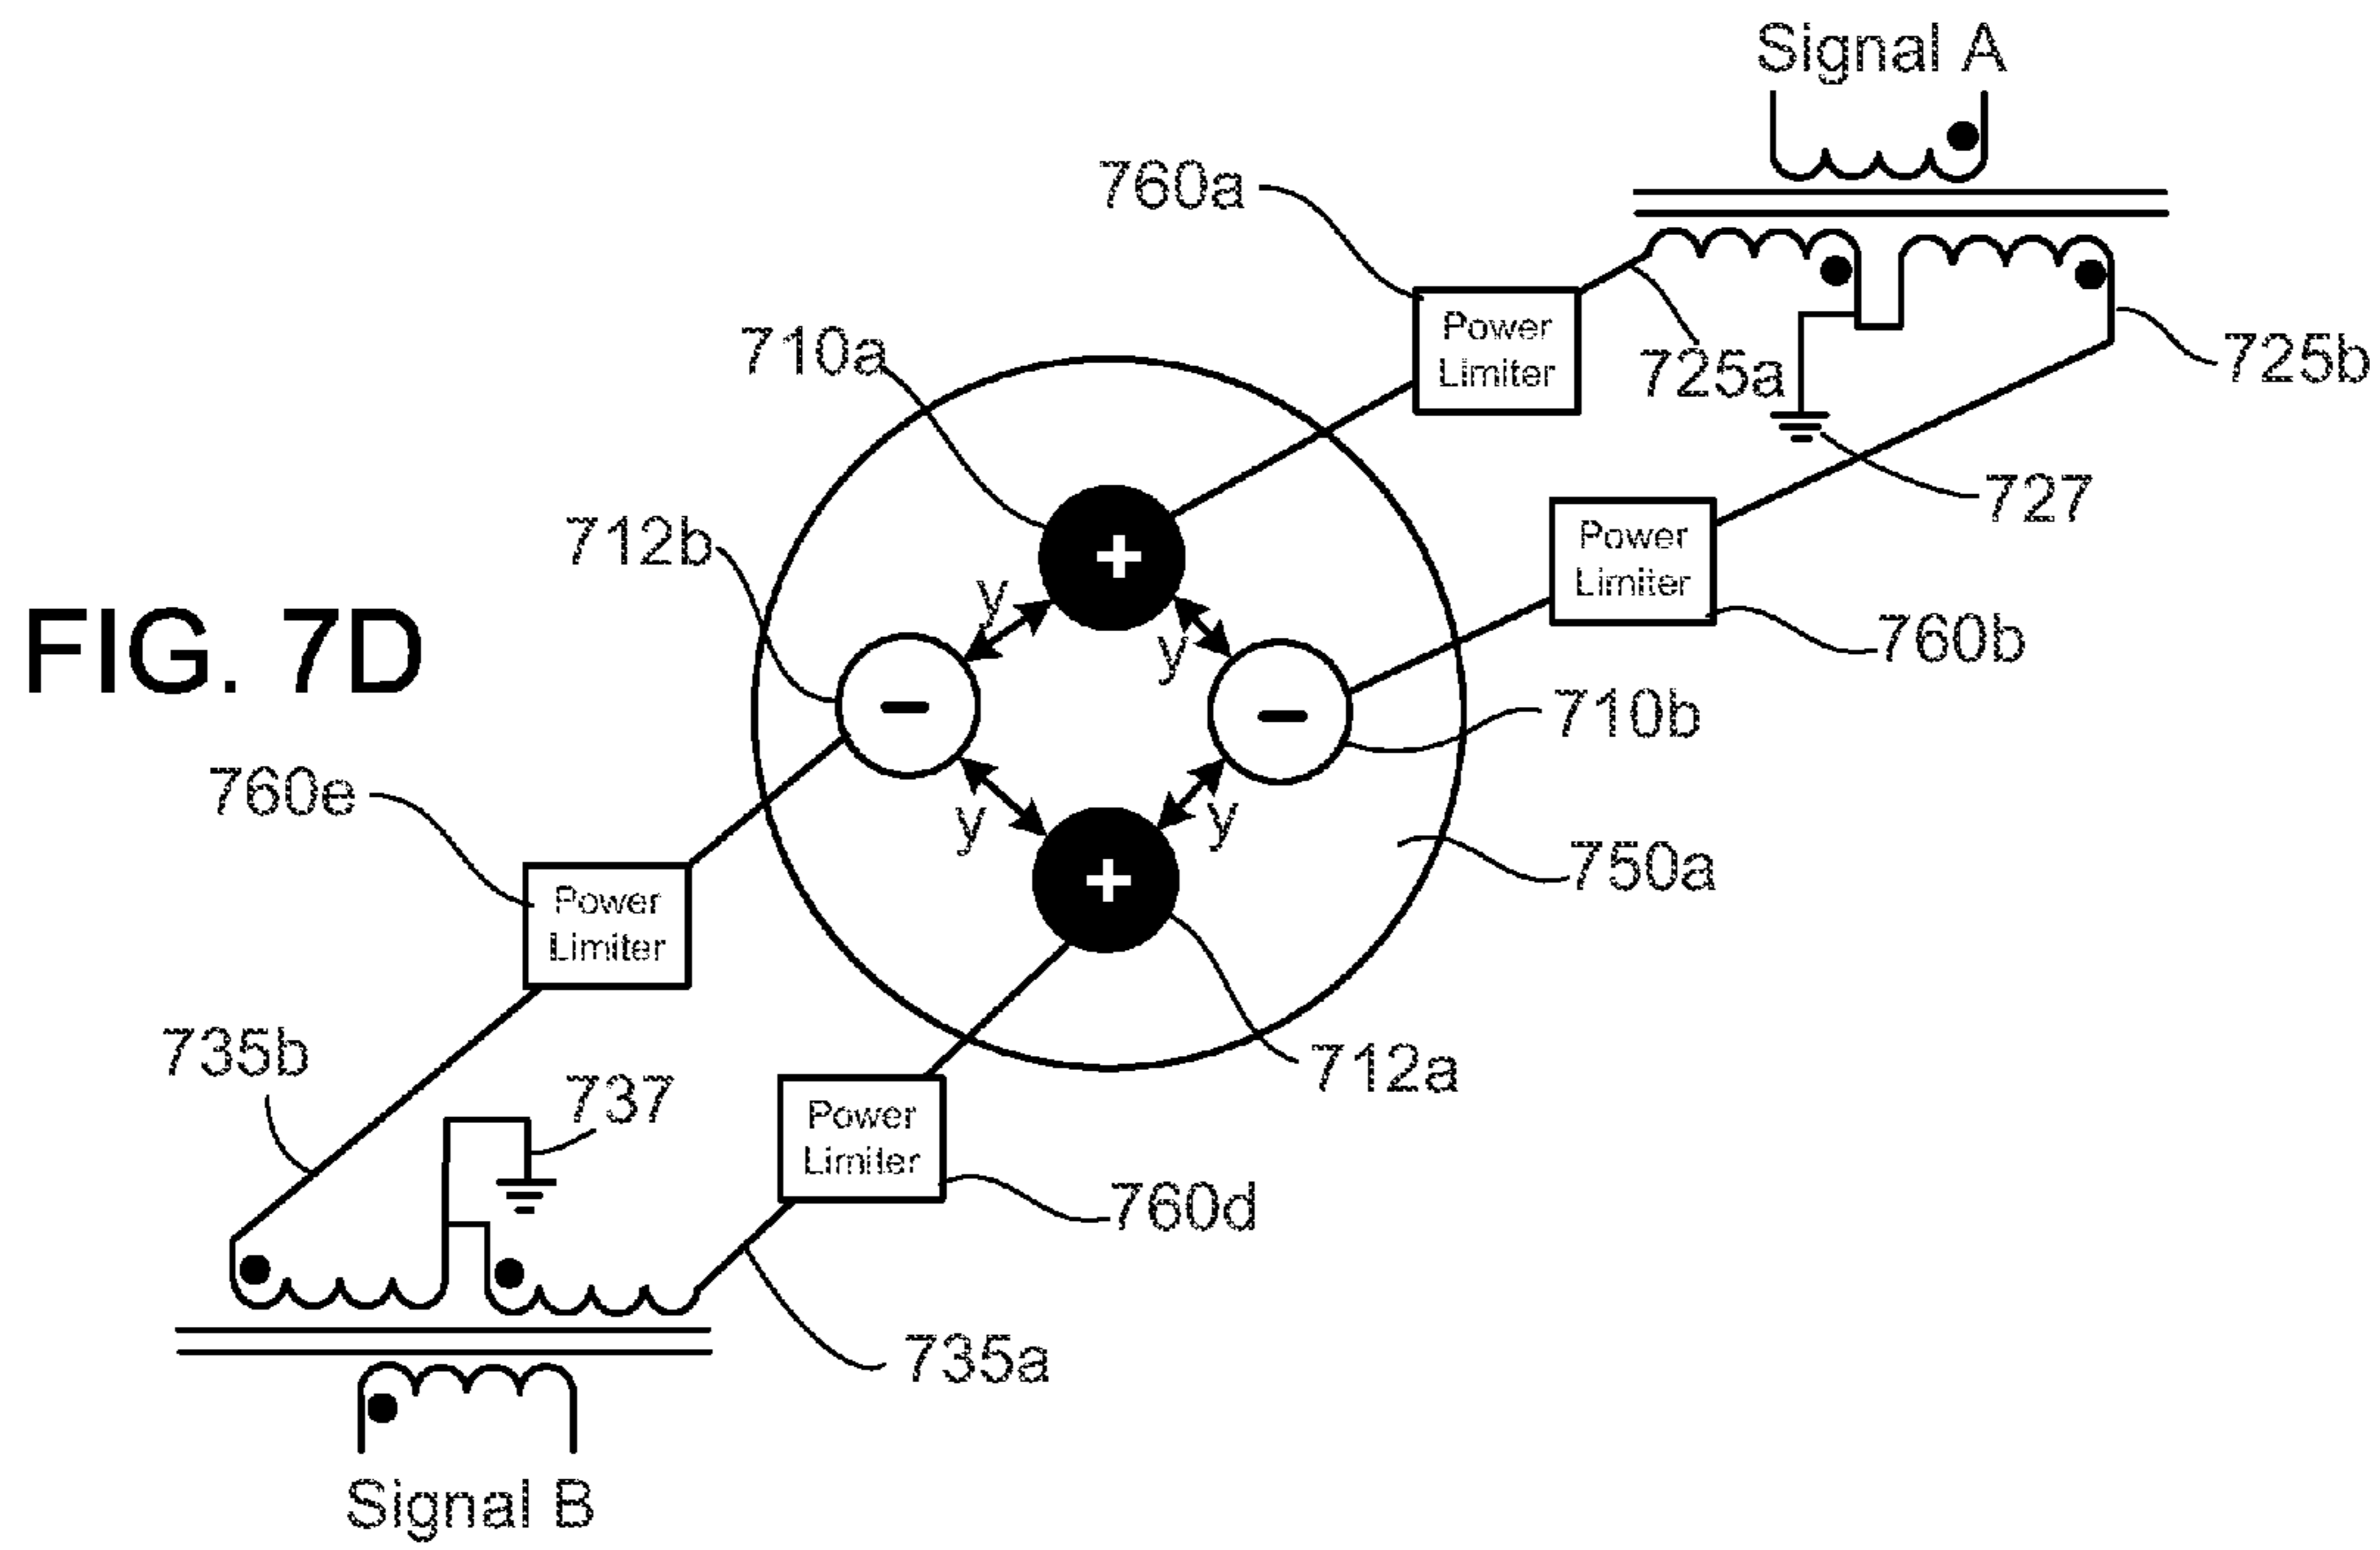 Signal A
760a
Power
Limiter
710a
725a
725b
712b
+
y
y
Power
Limiter
727
FIG. 7D
760b
−
−
710b
760e
y
y
750a
+
Power
Limiter
735b
737
Power
Limiter
712a
760d
735a
Signal B